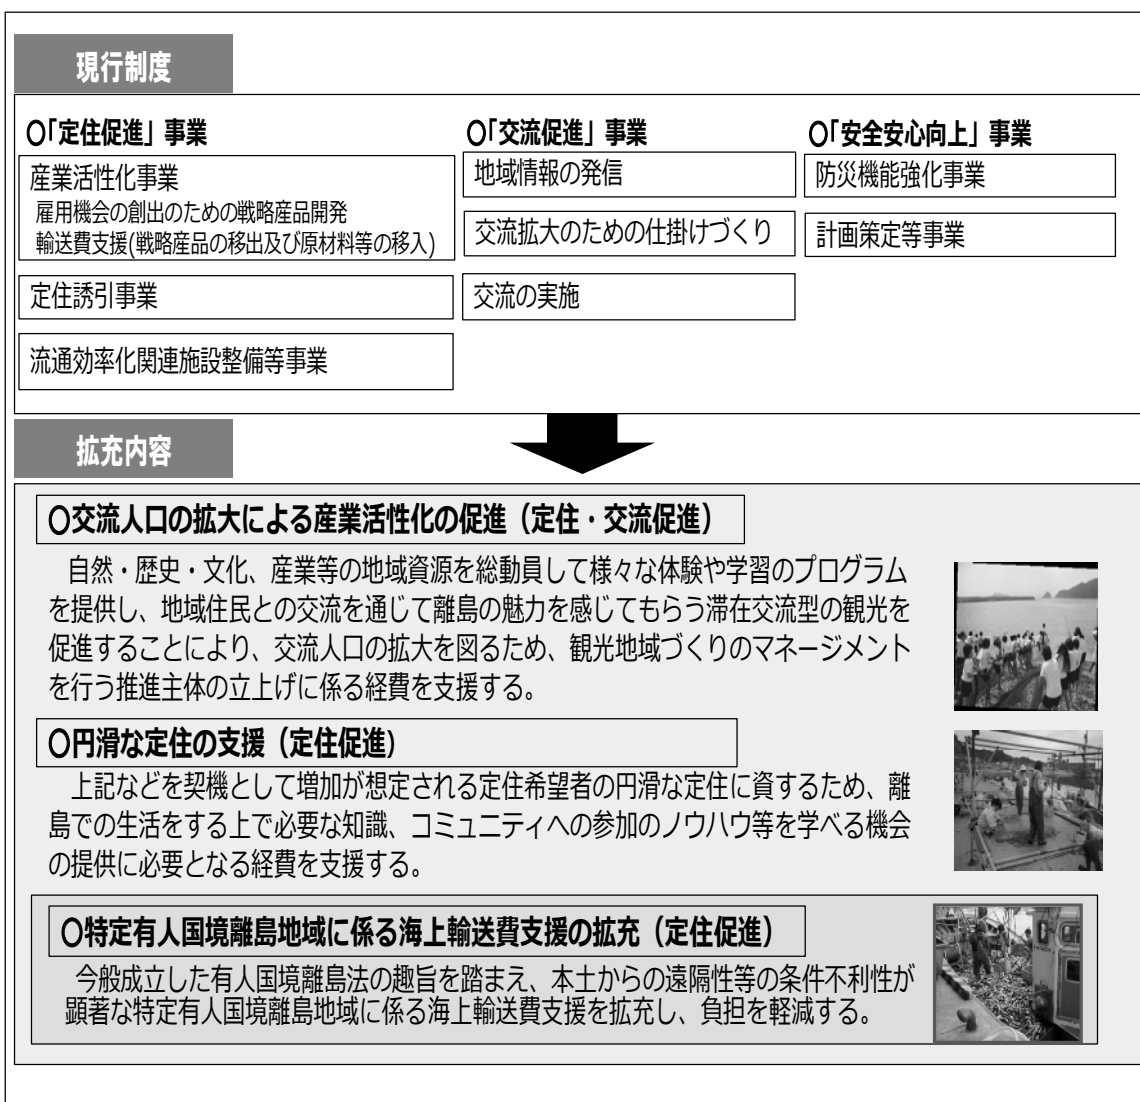 現行制度
○「定住促進」事業
産業活性化事業
雇用機会の創出のための戦略産品開発
輸送費支援(戦略産品の移出及び原材料等の移入)
定住誘引事業
流通効率化関連施設整備等事業
○「交流促進」事業
地域情報の発信
交流拡大のための仕掛けづくり
交流の実施
○「安全安心向上」事業
防災機能強化事業
計画策定等事業
拡充内容
○交流人口の拡大による産業活性化の促進（定住・交流促進）
自然・歴史・文化、産業等の地域資源を総動員して様々な体験や学習のプログラム
を提供し、地域住民との交流を通じて離島の魅力を感じてもらう滞在交流型の観光を
促進することにより、交流人口の拡大を図るため、観光地域づくりのマネージメント
を行う推進主体の立上げに係る経費を支援する。
○円滑な定住の支援（定住促進)
上記などを契機として増加が想定される定住希望者の円滑な定住に資するため、離
島での生活をする上で必要な知識、コミュニティへの参加のノウハウ等を学べる機会
の提供に必要となる経費を支援する。
○特定有人国境離島地域に係る海上輸送費支援の拡充（定住促進）
今般成立した有人国境離島法の趣旨を踏まえ、本土からの遠隔性等の条件不利性が
顕著な特定有人国境離島地域に係る海上輸送費支援を拡充し、負担を軽減する。